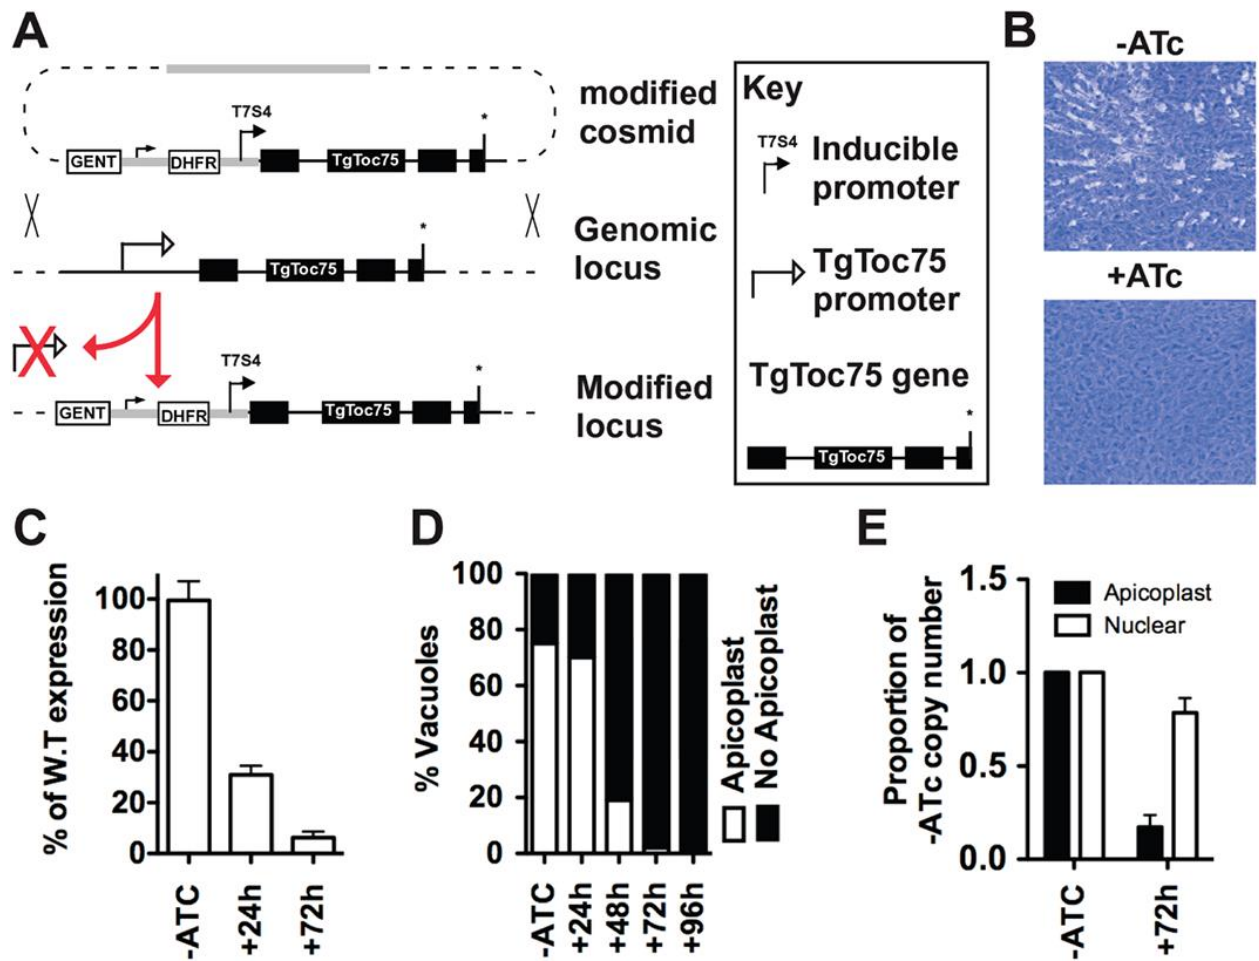 A
T7S4
*
GENT
DHFR
TgToc75
modified
cosmid
*
TgToc75
Genomic
locus
X
T7S4
*
GENT
DHFR
TgToc75
Modified
locus
Key
T7S4
Inducible
promoter
TgToc75
promoter
TgToc75 gene
*
TgToc75
B
-ATc
+ATc
C
% of W.T expression
100
80
60
40
20
0
-ATC
+24h
+72h
D
% Vacuoles
100
80
60
40
20
0
-ATC
+24h
+48h
+72h
+96h
Apicoplast
No Apicoplast
E
Proportion of
-ATc copy number
1.5
1.0
0.5
0.0
Apicoplast
Nuclear
-ATC
+72h